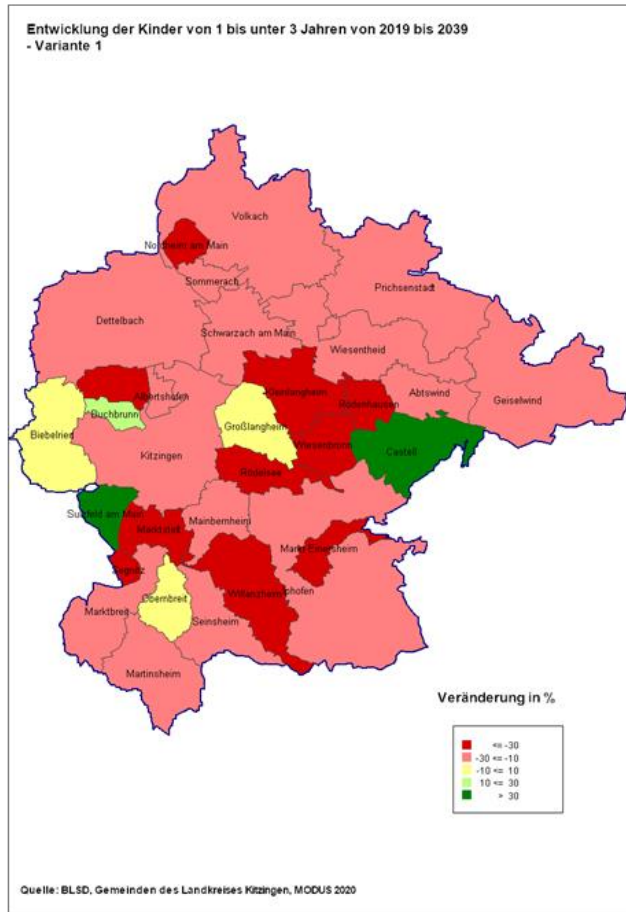 Entwicklung der Kinder von 1 bis unter 3 Jahren von 2019 bis 2039
- Variante 1
Volkach
Nordheim am Main
Sommerach
Prichsenstadt
Dettelbach
Schwarzach am Main
Wiesentheid
Kleinlangheim
Abtswind
Geiselwind
Albertshofen
Rüdenhausen
Buchbrunn
Großlangheim
Biebelried
Wiesenbronn
Castell
Kitzingen
Rödelsee
Sulzfeld am Main
Marktsteft
Mainbernheim
Markt Einersheim
Segnitz
Willanzheim
Iphofen
Obernbreit
Marktbreit
Seinsheim
Martinsheim
Veränderung in %
<= -30
-30 <= -10
-10 <= 10
10 <= 30
> 30
Quelle: BLSD, Gemeinden des Landkreises Kitzingen, MODUS 2020